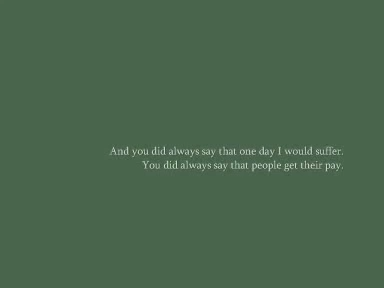 And you did always say that one day I would suffer.
You did always say that people get their pay.